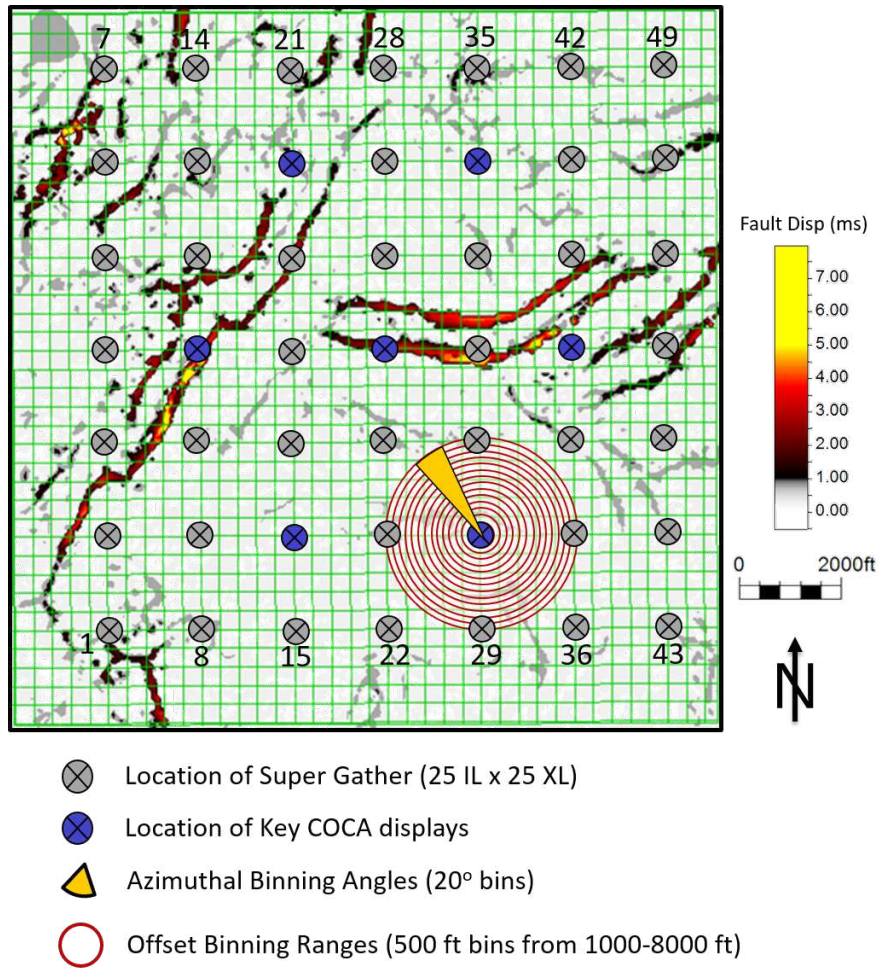 7 14 21 28 35 42 49
Fault Disp (ms)
7.00
6.00
5.00
4.00
3.00
2.00
1.00
0.00
0 2000ft
1 8 15 22 29 36 43
N
Location of Super Gather (25 IL x 25 XL)
Location of Key COCA displays
Azimuthal Binning Angles (20° bins)
Offset Binning Ranges (500 ft bins from 1000-8000 ft)